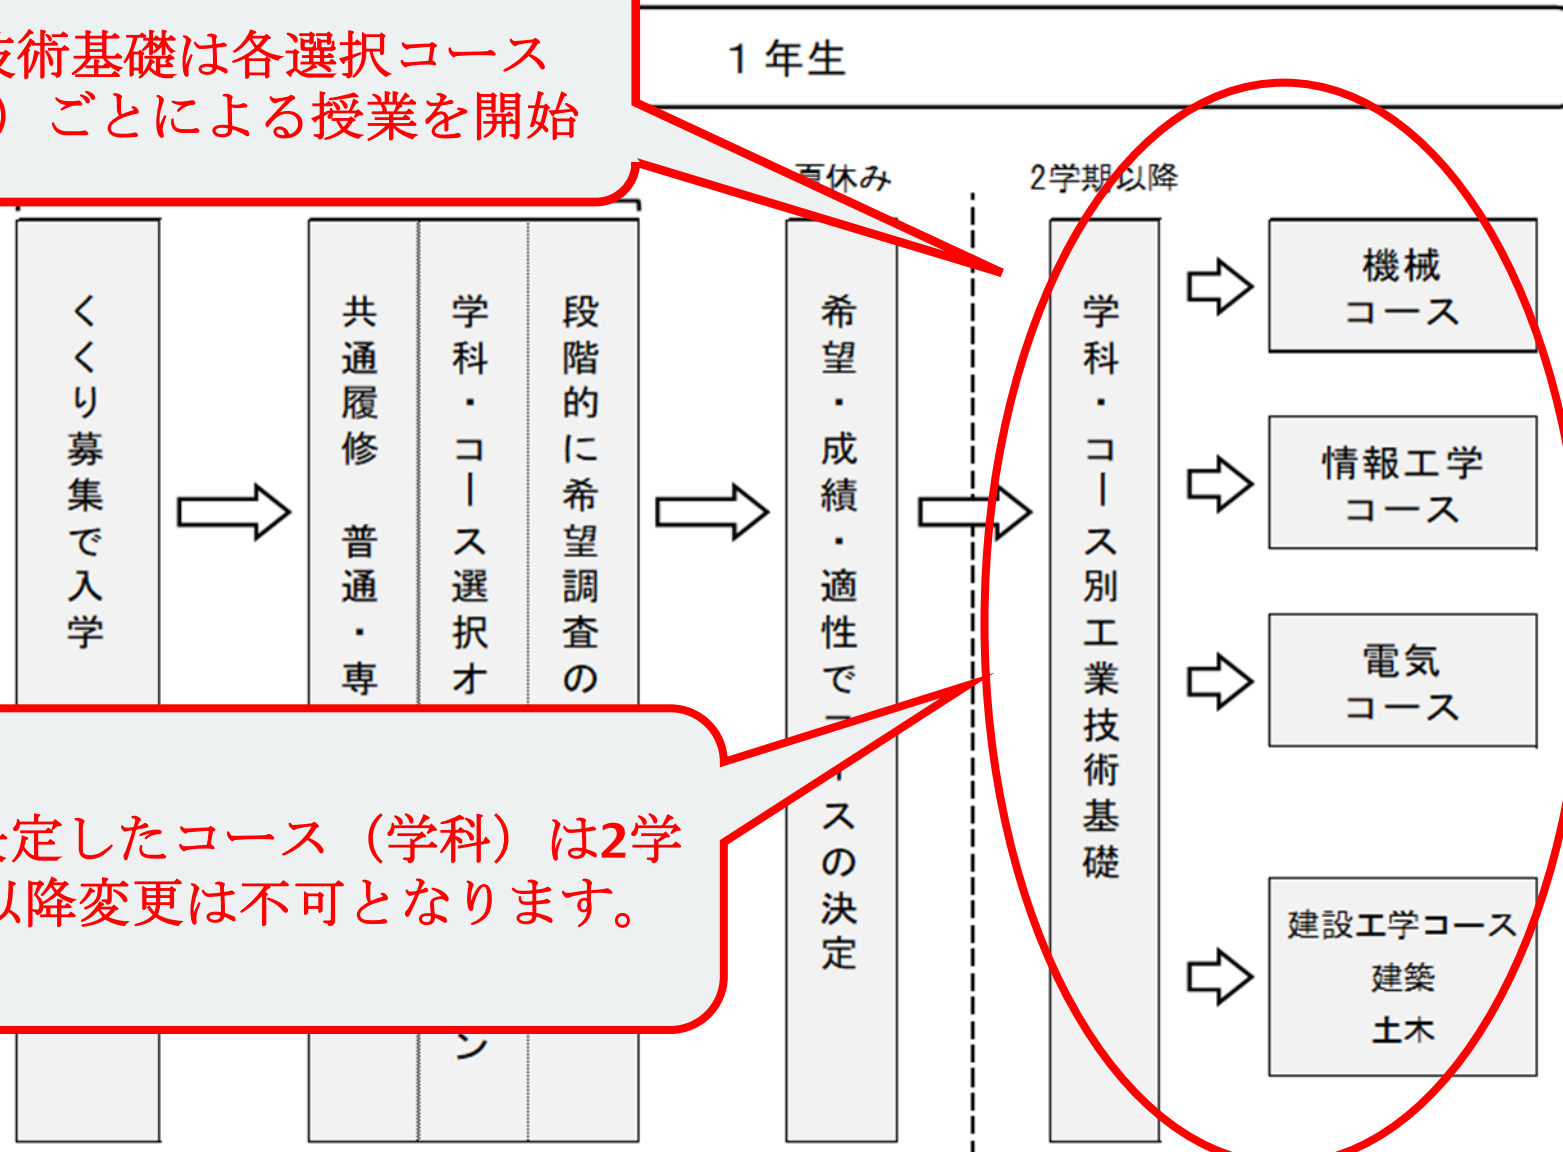 術基礎は各選択コース
）ごとによる授業を開始
１年生
休み
2学期以降
くくり募集で入学
共通履修　普通・専
学科・コース選択オ
ン
段階的に希望調査の
希望・成績・適性で
スの決定
学科・コース別工業技術基礎
機械
コース
情報工学
コース
電気
コース
建設工学コース
建築
土木
定したコース（学科）は2学
以降変更は不可となります。